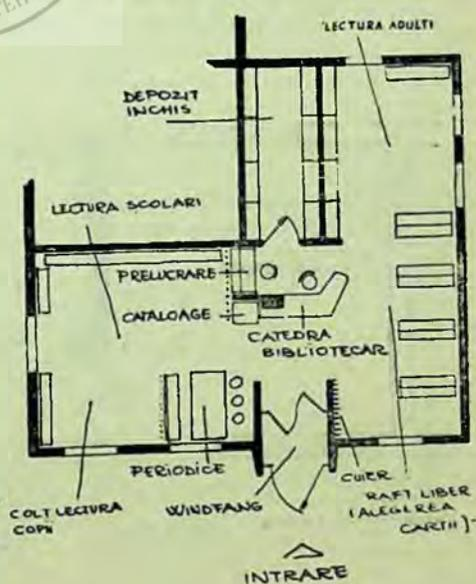 LECTURA ADULTI
DEPOZIT
INCHIS
LECTURA SCOLARI
PRELUCRARE
CATALOAGE
CATEDRA
BIBLIOTECAR
PERIODICE
CUIER
COLT LECTURA
COPII
WINDFANG
RAFT LIBER
(ALEGEREA
CARTII)
INTRARE